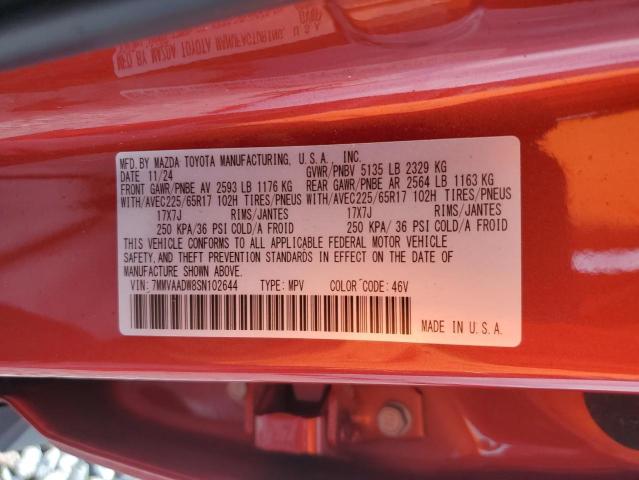 MFD. BY MAZDA TOYOTA MANUFACTURING, U.S.A., INC.
DATE 11/24 GVWR/PNBV 5135 LB 2329 KG
FRONT GAWR/PNBE AV 2593 LB 1176 KG REAR GAWR/PNBE AR 2564 LB 1163 KG
WITH/AVEC225/65R17 102H TIRES/PNEUS WITH/AVEC225/65R17 102H TIRES/PNEUS
17X7J RIMS/JANTES 17X7J RIMS/JANTES
250 KPA/ 36 PSI COLD/A FROID 250 KPA/ 36 PSI COLD/A FROID
THIS VEHICLE CONFORMS TO ALL APPLICABLE FEDERAL MOTOR VEHICLE
SAFETY, AND THEFT PREVENTION STANDARDS IN EFFECT ON THE DATE OF
MANUFACTURE SHOWN ABOVE.
VIN: 7MMVAADW8SN102644 TYPE: MPV COLOR CODE: 46V
MADE IN U.S.A.